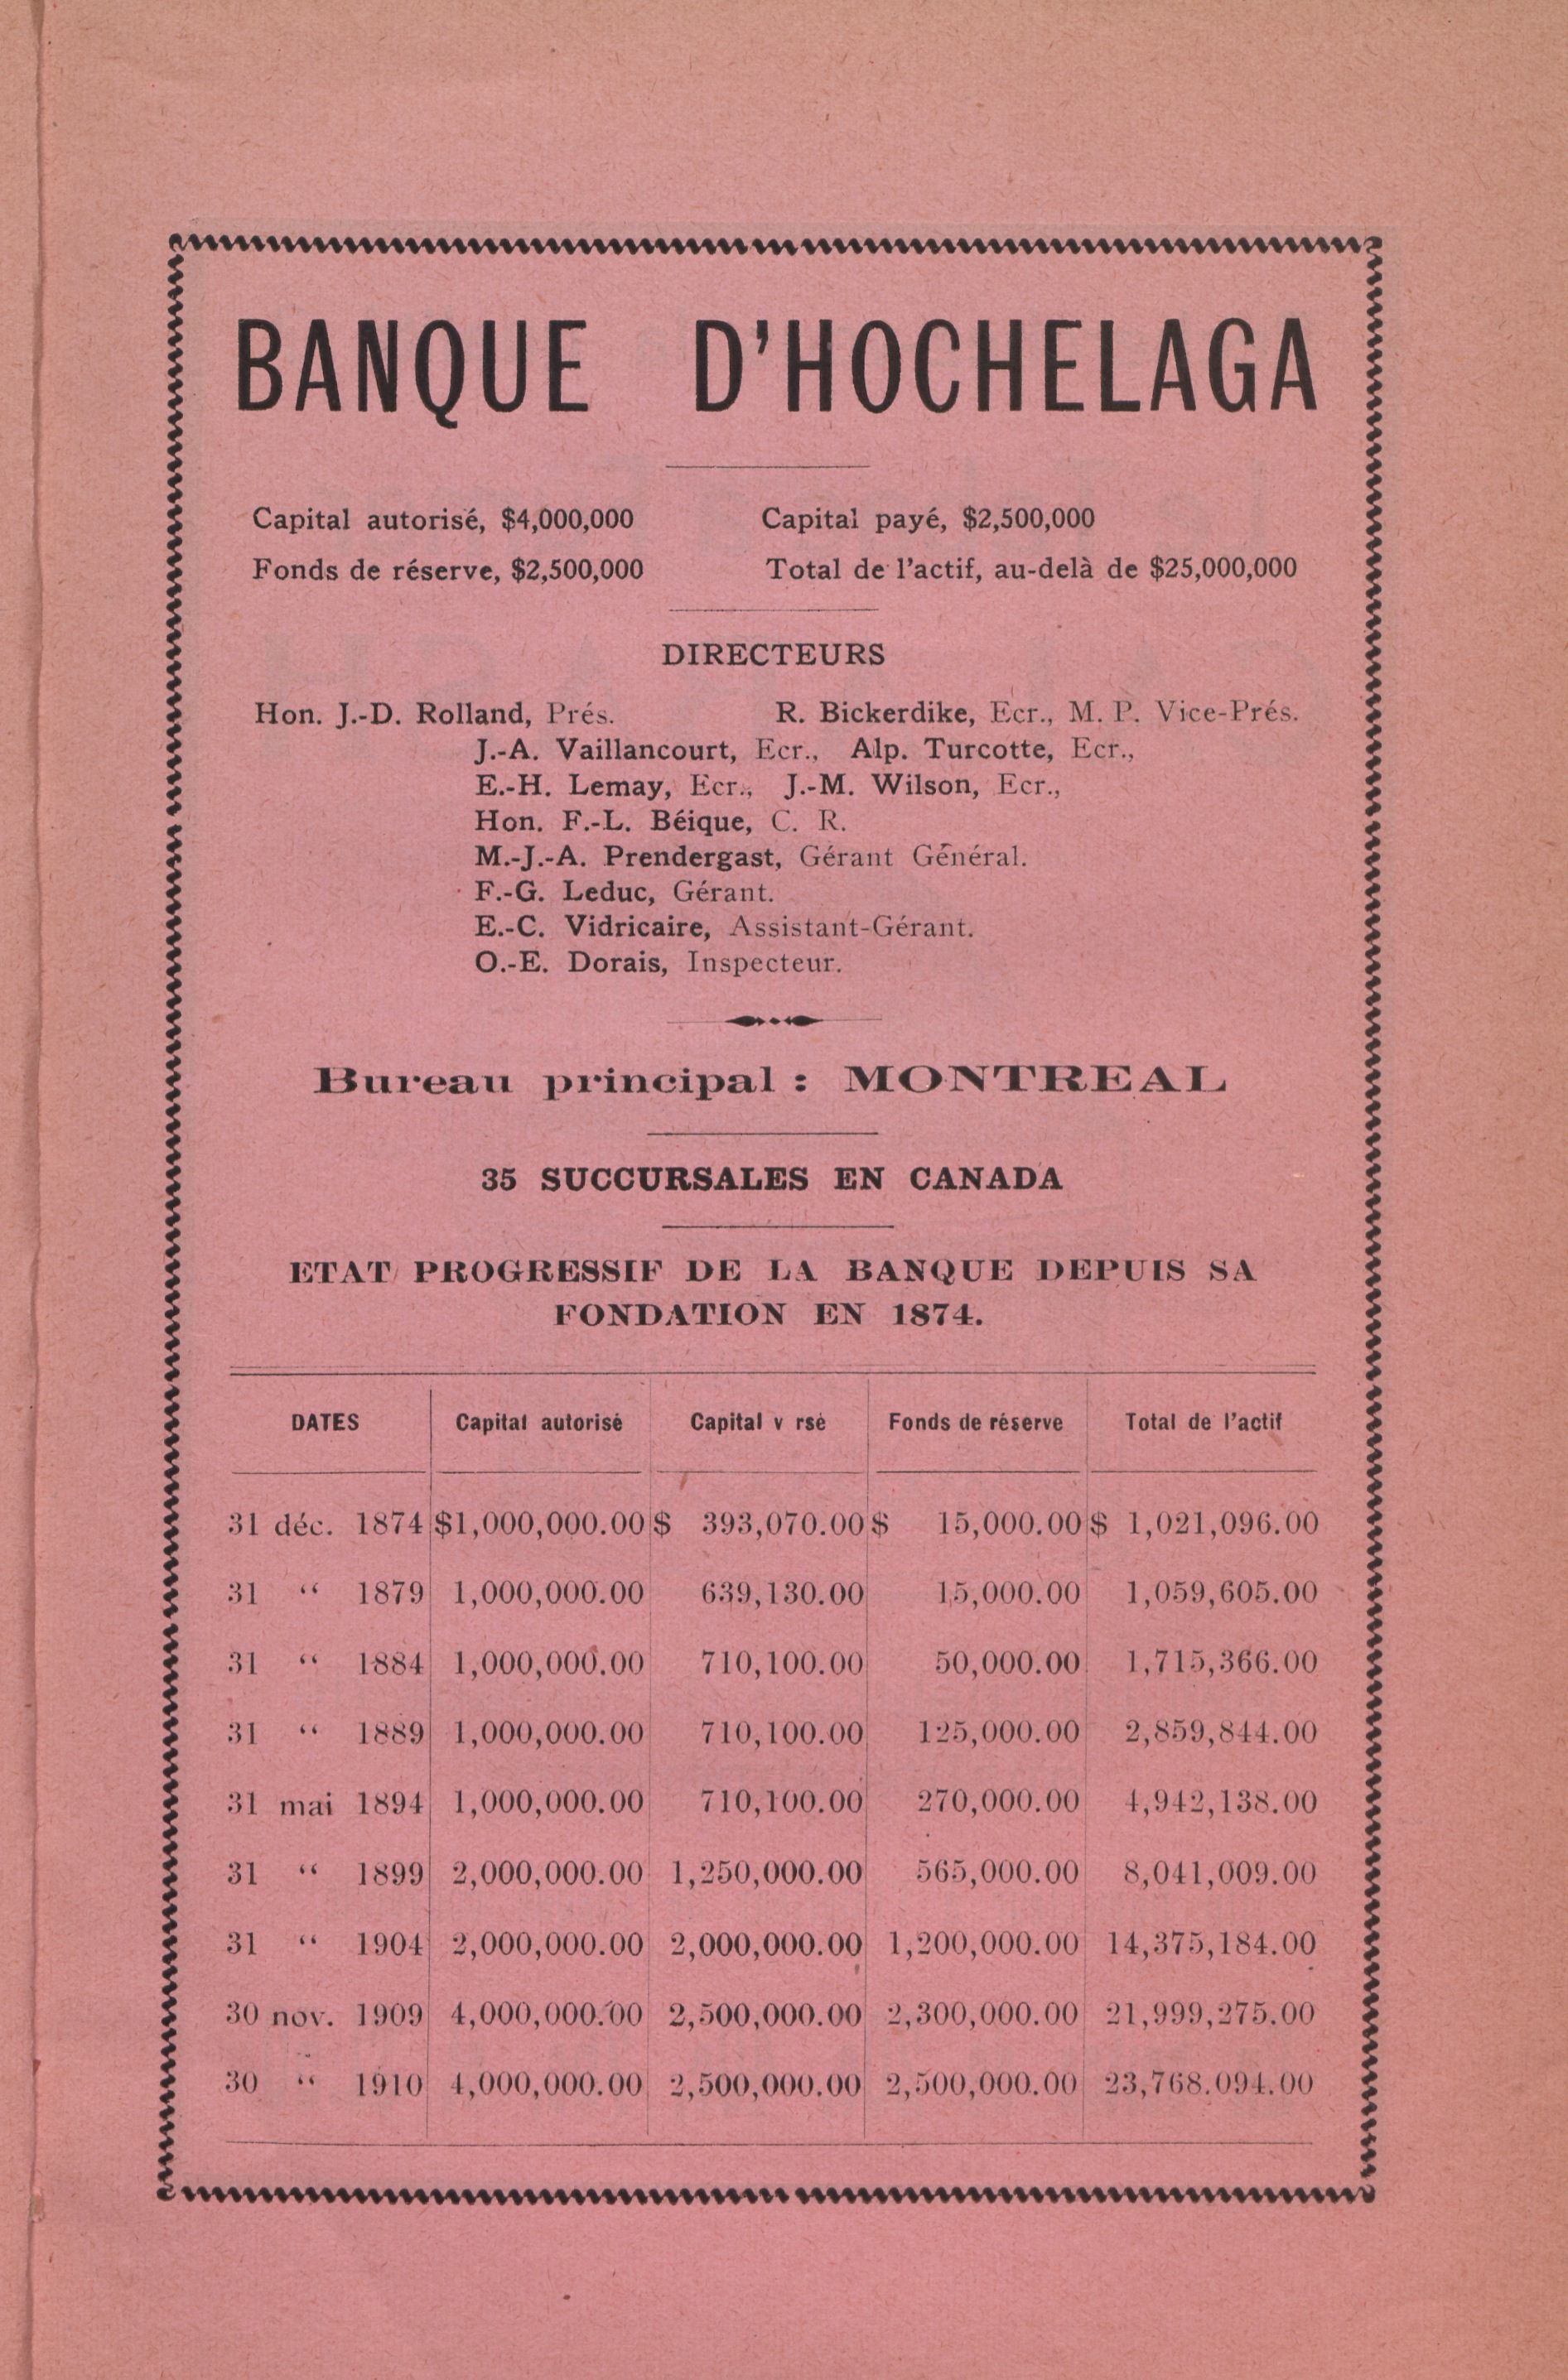 BANQUE D'HOCHELAGA
Capital autorisé, $4,000,000 Capital payé, $2,500,000
Fonds de réserve, $2,500,000 Total de l'actif, au-delà de $25,000,000
DIRECTEURS
Hon. J.-D. Rolland, Prés. R. Bickerdike, Ecr., M. P. Vice-Prés.
J.-A. Vaillancourt, Ecr., Alp. Turcotte, Ecr.,
E.-H. Lemay, Ecr., J.-M. Wilson, Ecr.,
Hon. F.-L. Béique, C. R.
M.-J.-A. Prendergast, Gérant Général.
F.-G. Leduc, Gérant.
E.-C. Vidricaire, Assistant-Gérant.
O.-E. Dorais, Inspecteur.
Bureau principal : MONTREAL
35 SUCCURSALES EN CANADA
ETAT PROGRESSIF DE LA BANQUE DEPUIS SA
FONDATION EN 1874.
DATES Capital autorisé Capital v rsé Fonds de réserve Total de l'actif
31 déc. 1874 $1,000,000.00 $ 393,070.00 $ 15,000.00 $ 1,021,096.00
31 “ 1879 1,000,000.00 639,130.00 15,000.00 1,059,605.00
31 “ 1884 1,000,000.00 710,100.00 50,000.00 1,715,366.00
31 “ 1889 1,000,000.00 710,100.00 125,000.00 2,859,844.00
31 mai 1894 1,000,000.00 710,100.00 270,000.00 4,942,138.00
31 “ 1899 2,000,000.00 1,250,000.00 565,000.00 8,041,009.00
31 “ 1904 2,000,000.00 2,000,000.00 1,200,000.00 14,375,184.00
30 nov. 1909 4,000,000.00 2,500,000.00 2,300,000.00 21,999,275.00
30 “ 1910 4,000,000.00 2,500,000.00 2,500,000.00 23,768.094.00